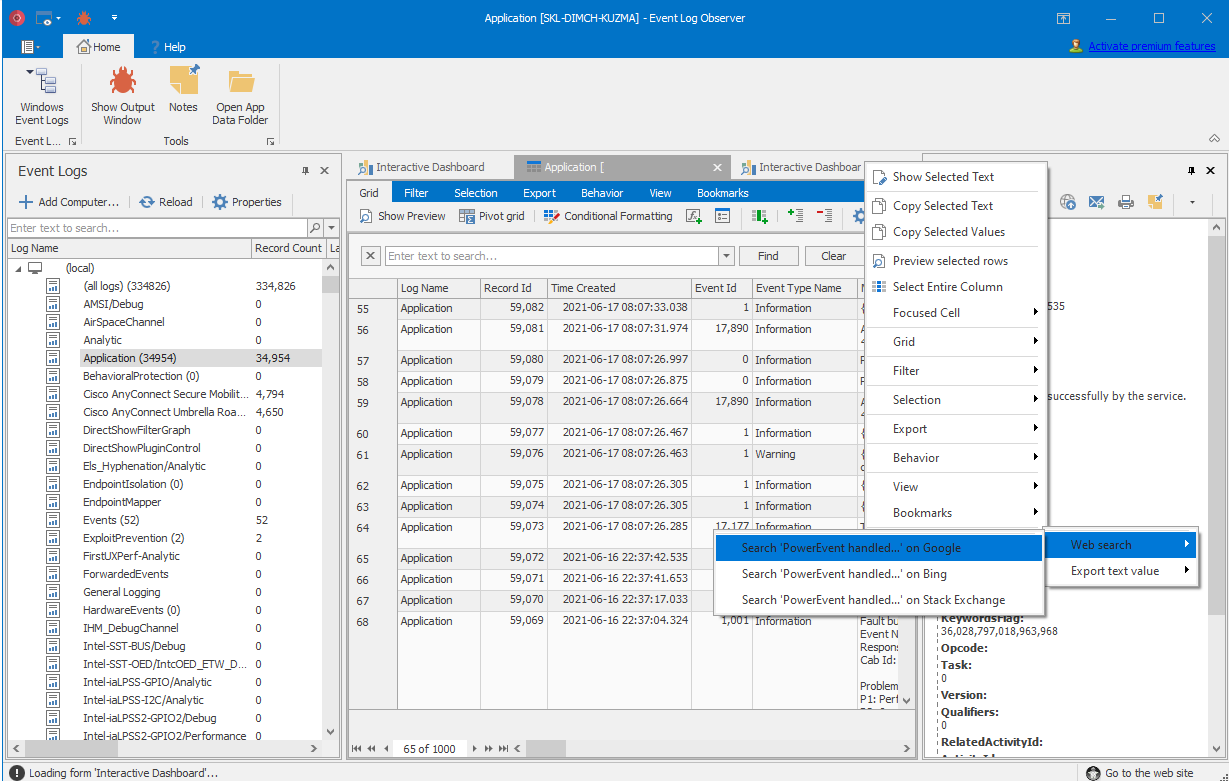 Application [SKL-DIMCH-KUZMA] - Event Log Observer
Home
? Help
Activate premium features
Windows Event Logs
Show Output Window
Notes
Open App Data Folder
Event L...
Tools
Event Logs
Add Computer...
Reload
Properties
Enter text to search...
Log Name Record Count La
(local)
(all logs) (334826) 334,826
AMSI/Debug 0
AirSpaceChannel 0
Analytic 0
Application (34954) 34,954
BehavioralProtection (0) 0
Cisco AnyConnect Secure Mobilit... 4,794
Cisco AnyConnect Umbrella Roa... 4,650
DirectShowFilterGraph 0
DirectShowPluginControl 0
Els_Hyphenation/Analytic 0
EndpointIsolation (0) 0
EndpointMapper 0
Events (52) 52
ExploitPrevention (2) 2
FirstUXPerf-Analytic 0
ForwardedEvents 0
General Logging 0
HardwareEvents (0) 0
IHM_DebugChannel 0
Intel-SST-BUS/Debug 0
Intel-SST-OED/IntcOED_ETW_D... 0
Intel-iaLPSS-GPIO/Analytic 0
Intel-iaLPSS-I2C/Analytic 0
Intel-iaLPSS2-GPIO2/Debug 0
Intel-iaLPSS2-GPIO2/Performance 0
Interactive Dashboard
Application [
Interactive Dashboar
Grid Filter Selection Export Behavior View Bookmarks
Show Preview Pivot grid Conditional Formatting
Enter text to search... Find Clear
Log Name Record Id Time Created Event Id Event Type Name
55 Application 59,082 2021-06-17 08:07:33.038 1 Information
56 Application 59,081 2021-06-17 08:07:31.974 17,890 Information
57 Application 59,080 2021-06-17 08:07:26.997 0 Information
58 Application 59,079 2021-06-17 08:07:26.875 0 Information
59 Application 59,078 2021-06-17 08:07:26.664 17,890 Information
60 Application 59,077 2021-06-17 08:07:26.467 1 Information
61 Application 59,076 2021-06-17 08:07:26.463 1 Warning
62 Application 59,075 2021-06-17 08:07:26.305 1 Information
63 Application 59,074 2021-06-17 08:07:26.305 1 Information
64 Application 59,073 2021-06-17 08:07:26.285 17,177 Information
65 Application 59,072 2021-06-16 22:37:42.535
66 Application 59,071 2021-06-16 22:37:41.653
67 Application 59,070 2021-06-16 22:37:17.033
68 Application 59,069 2021-06-16 22:37:04.324 1,001 Information
Fault bu
Event N
Respon
Cab Id:
Problem
P1: Perf
65 of 1000
Show Selected Text
Copy Selected Text
Copy Selected Values
Preview selected rows
Select Entire Column
Focused Cell
Grid
Filter
Selection
Export
Behavior
View
Bookmarks
Web search
Export text value
Search 'PowerEvent handled...' on Google
Search 'PowerEvent handled...' on Bing
Search 'PowerEvent handled...' on Stack Exchange
535
successfully by the service.
KeywordsFlag:
36,028,797,018,963,968
Opcode:
Task:
0
Version:
Qualifiers:
0
RelatedActivityId:
Loading form 'Interactive Dashboard'...
Go to the web site